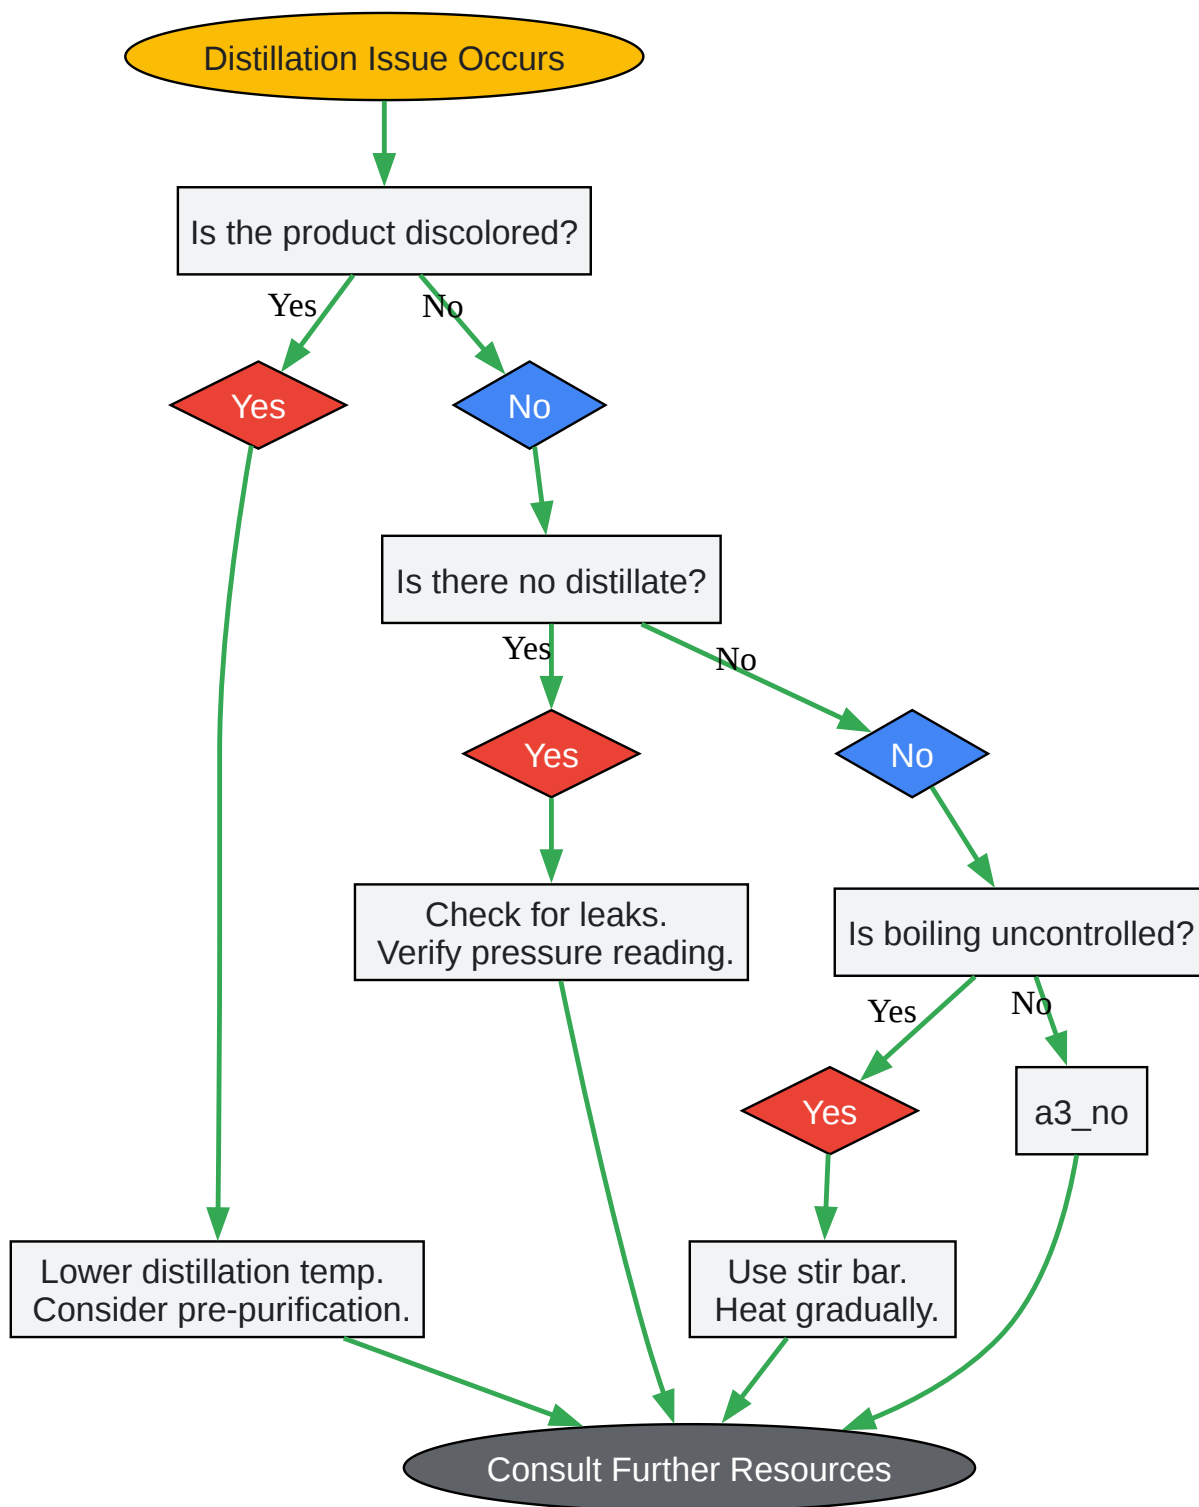 Distillation Issue Occurs
Is the product discolored?
Yes
No
Yes
No
Is there no distillate?
Yes
No
Yes
No
Check for leaks.
Verify pressure reading.
Is boiling uncontrolled?
Yes
No
Yes
a3_no
Lower distillation temp.
Consider pre-purification.
Use stir bar.
Heat gradually.
Consult Further Resources